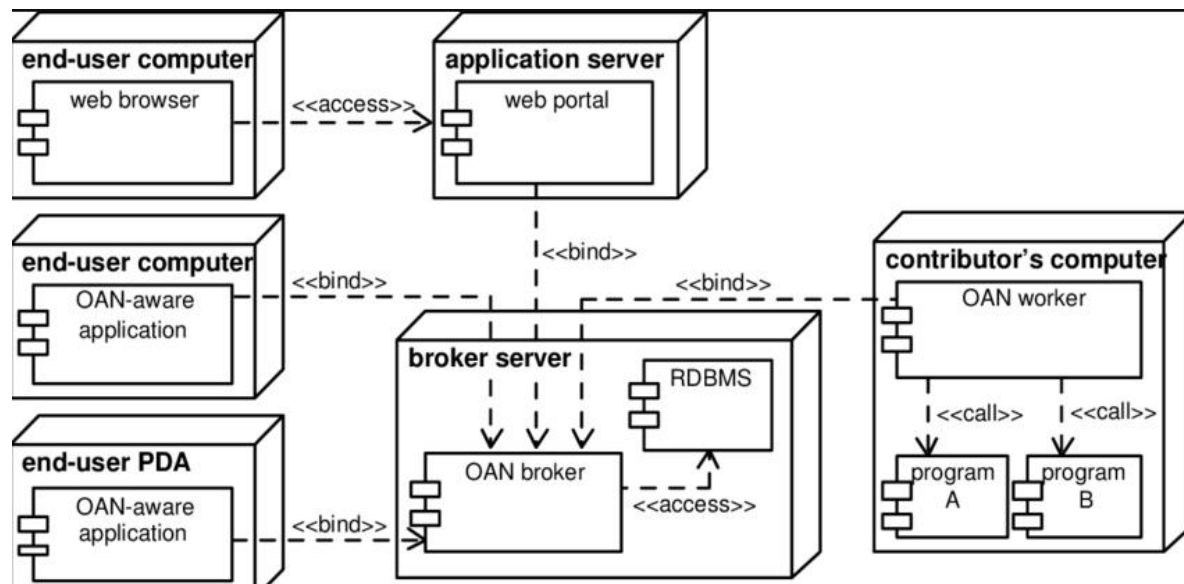 end-user computer
web browser
<<access>>
application server
web portal
end-user computer
OAN-aware
application
<<bind>>
<<bind>>
<<bind>>
contributor's computer
OAN worker
<<call>>
<<call>>
program
A
program
B
broker server
RDBMS
OAN broker
<<access>>
end-user PDA
OAN-aware
application
<<bind>>